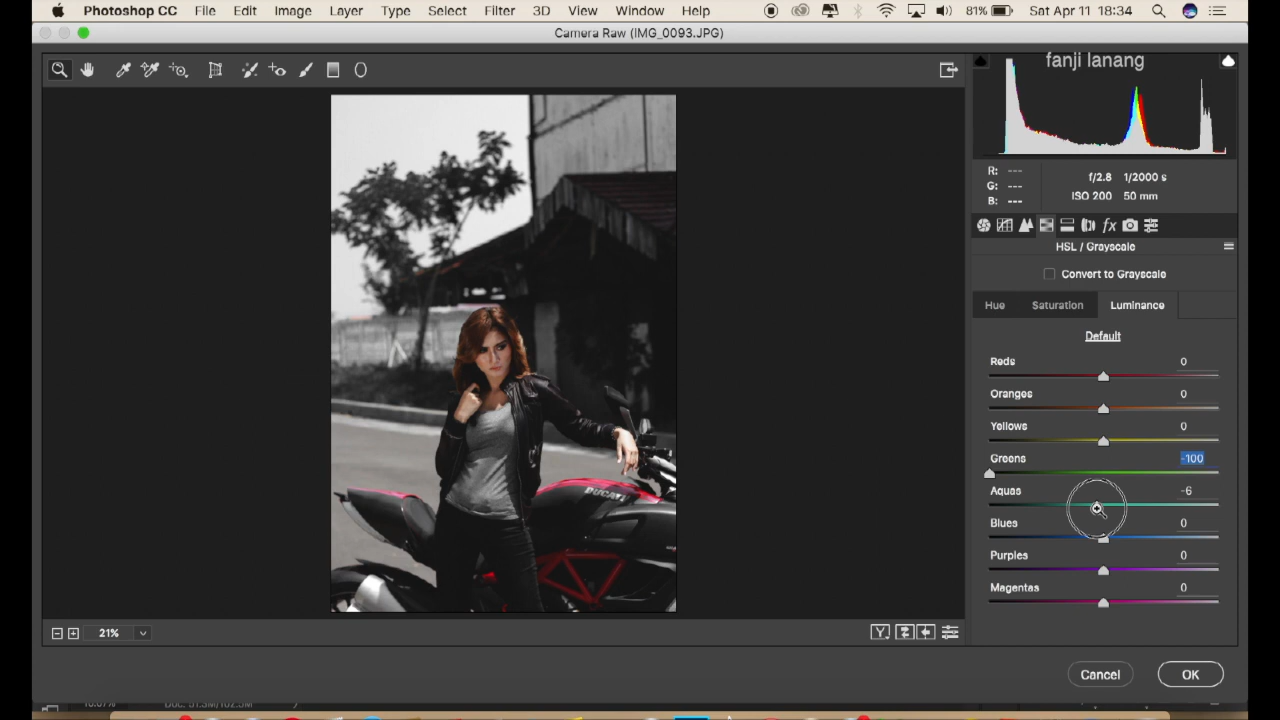 Photoshop CC File Edit Image Layer Type Select Filter 3D View Window Help 81% Sat Apr 11 18:34
Camera Raw (IMG_0093.JPG)
fanji lanang
R: ---
G: ---
B: ---
f/2.8 1/2000 s
ISO 200 50 mm
fx
HSL / Grayscale
Convert to Grayscale
Hue Saturation Luminance
Default
Reds 0
Oranges 0
Yellows 0
Greens -100
Aquas -6
Blues 0
Purples 0
Magentas 0
DUCATI
21%
Y
Cancel OK